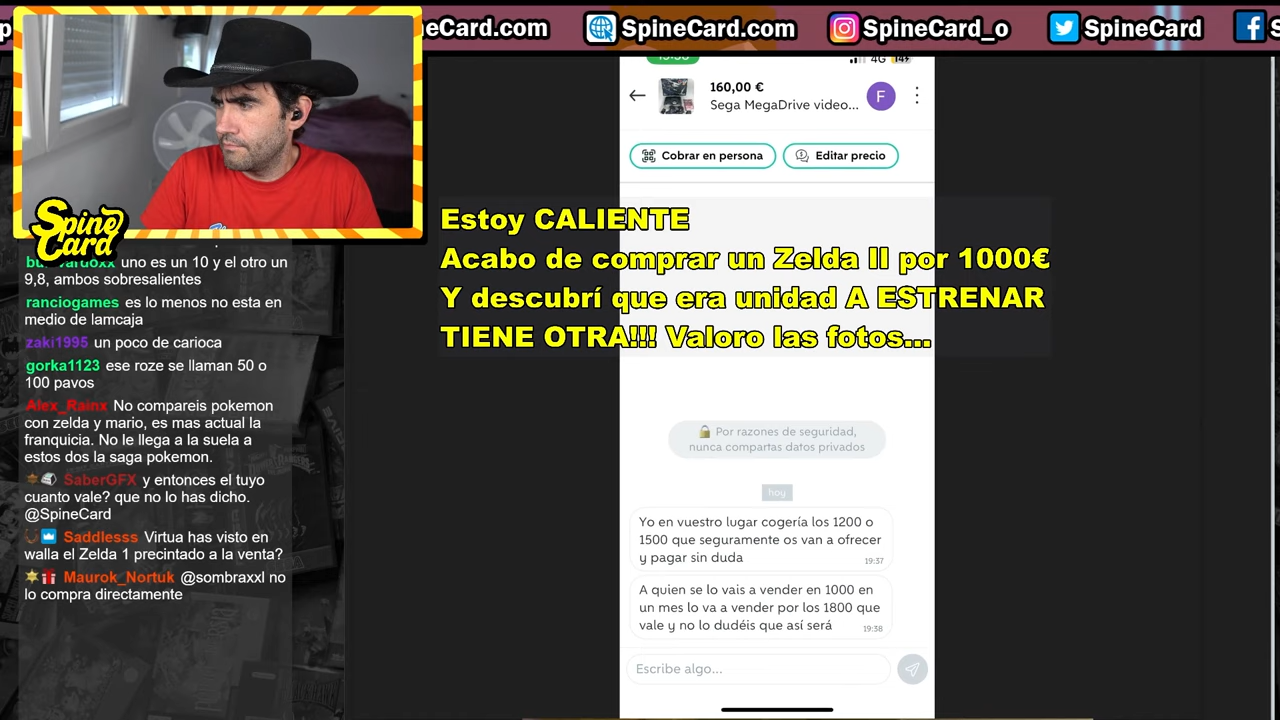 eCard.com
SpineCard.com
SpineCard_o
SpineCard
4G
160,00 €
Sega MegaDrive video...
F
Cobrar en persona
Editar precio
Spine
Card
Estoy CALIENTE
Acabo de comprar un Zelda II por 1000€
Y descubrí que era unidad A ESTRENAR
TIENE OTRA!!! Valoro las fotos...
uno es un 10 y el otro un
9,8, ambos sobresalientes
ranciogames es lo menos no esta en
medio de lamcaja
zaki1995 un poco de carioca
gorka1123 ese roze se llaman 50 o
100 pavos
Alex_Rainx No compareis pokemon
con zelda y mario, es mas actual la
franquicia. No le llega a la suela a
estos dos la saga pokemon.
SaberGFX y entonces el tuyo
cuanto vale? que no lo has dicho.
@SpineCard
Saddlesss Virtua has visto en
walla el Zelda 1 precintado a la venta?
Maurok_Nortuk @sombraxxl no
lo compra directamente
Por razones de seguridad,
nunca compartas datos privados
hoy
Yo en vuestro lugar cogería los 1200 o
1500 que seguramente os van a ofrecer
y pagar sin duda
19:37
A quien se lo vais a vender en 1000 en
un mes lo va a vender por los 1800 que
vale y no lo dudéis que así será
19:38
Escribe algo...